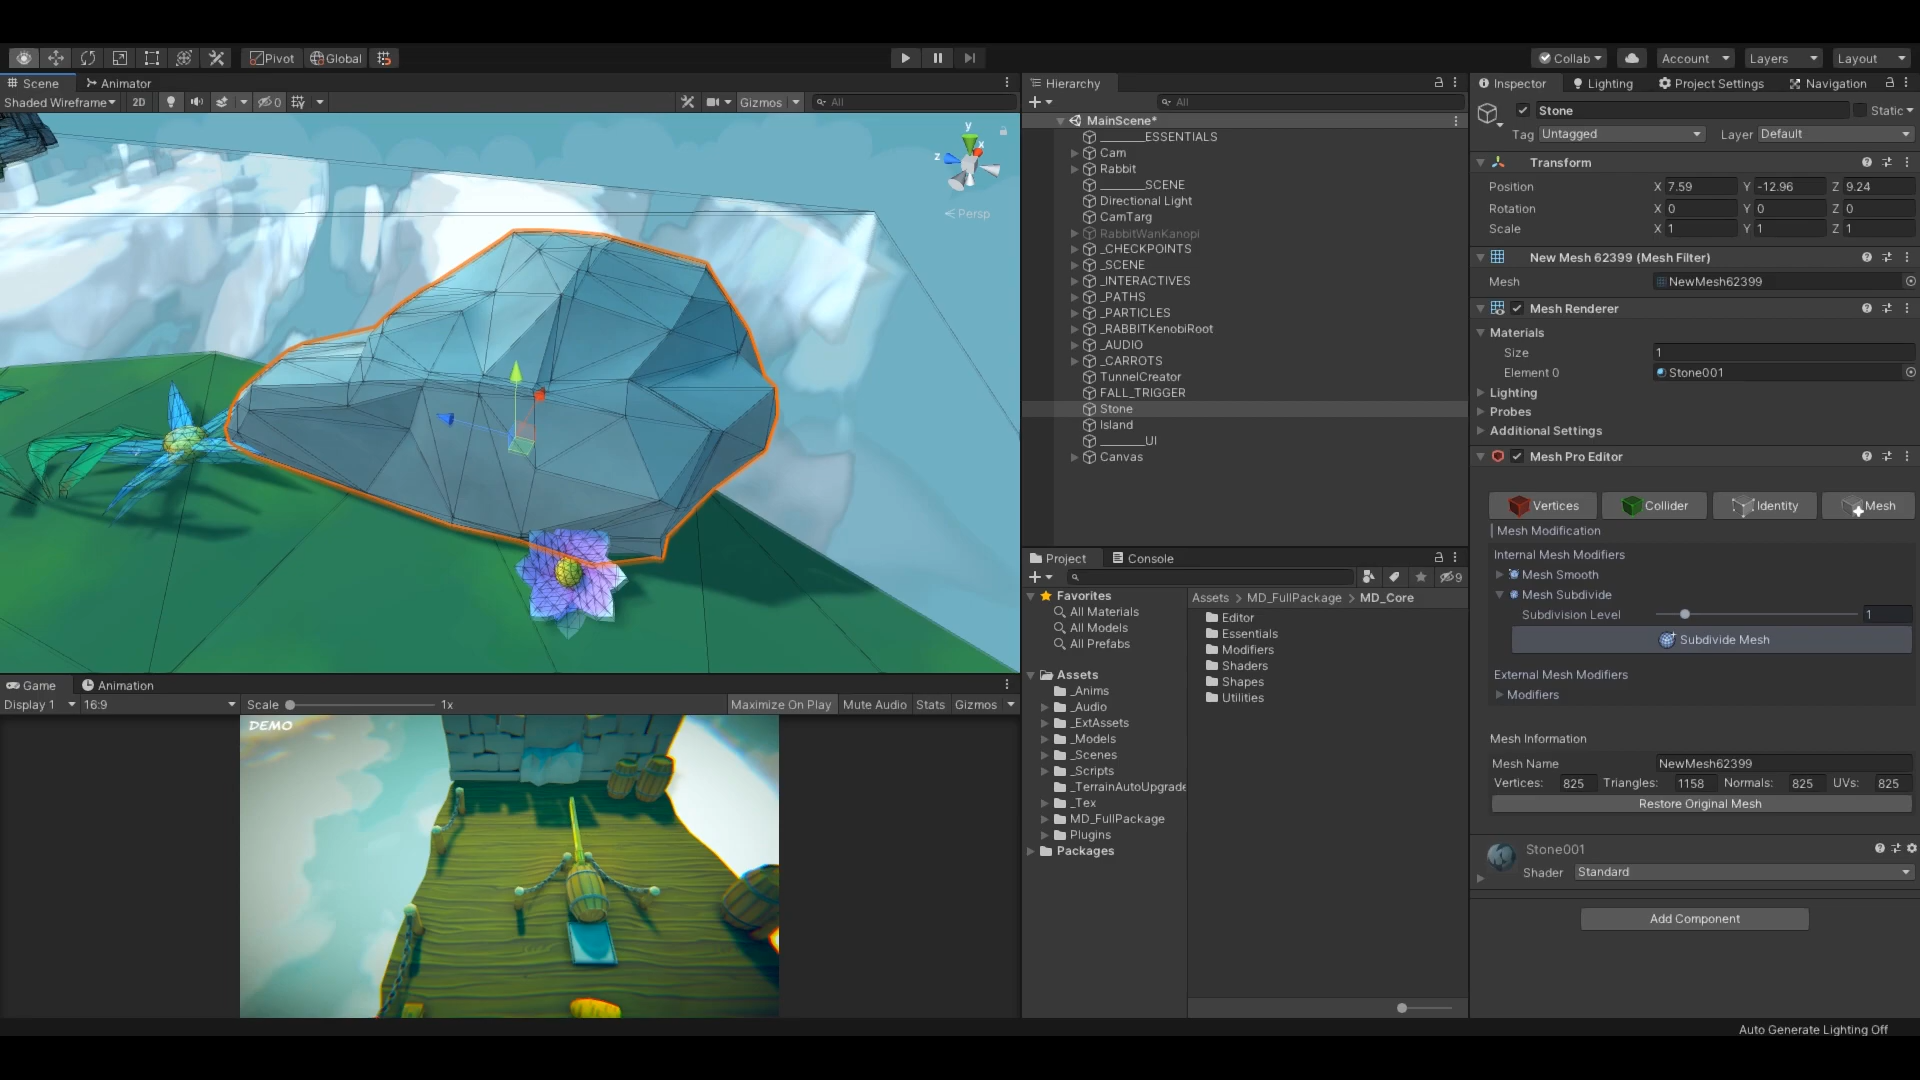 Pivot
Global
Collab
Account
Layers
Layout
Scene
Animator
Shaded Wireframe
2D
0
Gizmos
All
y
x
z
Persp
Hierarchy
All
MainScene*
_______ESSENTIALS
Cam
Rabbit
_______SCENE
Directional Light
CamTarg
RabbitWanKanopi
_CHECKPOINTS
_SCENE
_INTERACTIVES
_PATHS
_PARTICLES
_RABBITKenobiRoot
_AUDIO
_CARROTS
TunnelCreator
FALL_TRIGGER
Stone
Island
_______UI
Canvas
Game
Animation
Display 1
16:9
Scale
1x
Maximize On Play
Mute Audio
Stats
Gizmos
DEMO
Project
Console
9
Favorites
All Materials
All Models
All Prefabs
Assets
_Anims
_Audio
_ExtAssets
_Models
_Scenes
_Scripts
_TerrainAutoUpgrade
_Tex
MD_FullPackage
Plugins
Packages
Assets > MD_FullPackage > MD_Core
Editor
Essentials
Modifiers
Shaders
Shapes
Utilities
Inspector
Lighting
Project Settings
Navigation
Stone
Static
Tag Untagged
Layer Default
Transform
Position X 7.59 Y -12.96 Z 9.24
Rotation X 0 Y 0 Z 0
Scale X 1 Y 1 Z 1
New Mesh 62399 (Mesh Filter)
Mesh NewMesh62399
Mesh Renderer
Materials
Size 1
Element 0 Stone001
Lighting
Probes
Additional Settings
Mesh Pro Editor
Vertices
Collider
Identity
Mesh
Mesh Modification
Internal Mesh Modifiers
Mesh Smooth
Mesh Subdivide
Subdivision Level 1
Subdivide Mesh
External Mesh Modifiers
Modifiers
Mesh Information
Mesh Name NewMesh62399
Vertices: 825 Triangles: 1158 Normals: 825 UVs: 825
Restore Original Mesh
Stone001
Shader Standard
Add Component
Auto Generate Lighting Off